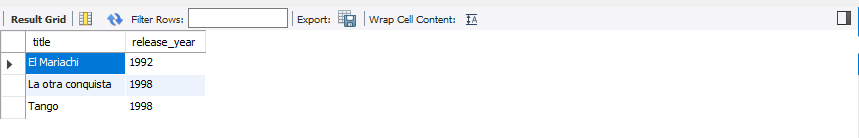 Result Grid Filter Rows: Export: Wrap Cell Content: IA
title release_year
El Mariachi 1992
La otra conquista 1998
Tango 1998